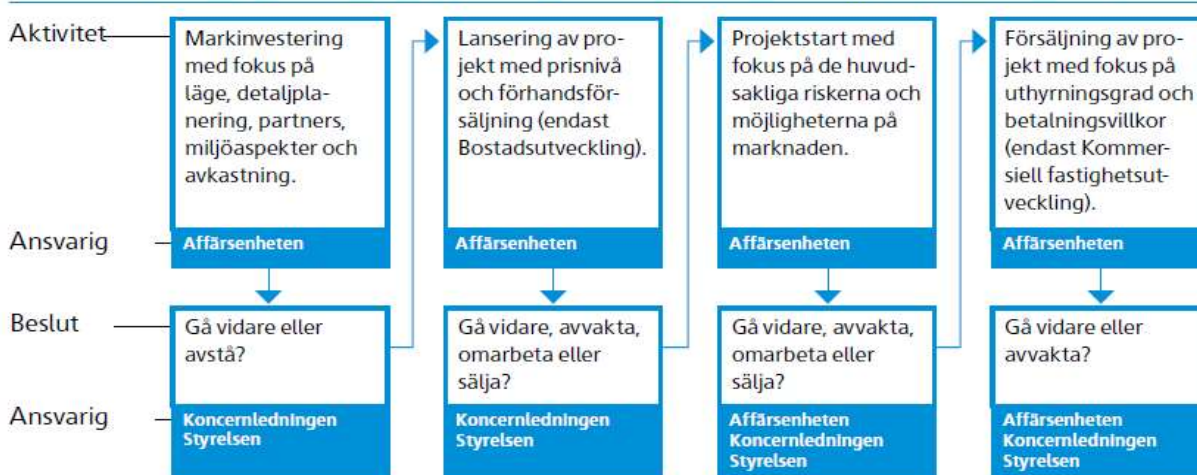 Aktivitet
Markinvestering
med fokus på
läge, detaljpla-
nering, partners,
miljöaspekter och
avkastning.
Lansering av pro-
jekt med prisnivå
och förhandsför-
säljning (endast
Bostadsutveckling).
Projektstart med
fokus på de huvud-
sakliga riskerna och
möjligheterna på
marknaden.
Försäljning av pro-
jekt med fokus på
uthyrningsgrad och
betalningsvillkor
(endast Kommer-
siell fastighetsut-
veckling).
Ansvarig
Affärsenheten
Affärsenheten
Affärsenheten
Affärsenheten
Beslut
Gå vidare eller
avstå?
Gå vidare, avvakta,
omarbeta eller
sälja?
Gå vidare, avvakta,
omarbeta eller
sälja?
Gå vidare eller
avvakta?
Ansvarig
Koncernledningen
Styrelsen
Koncernledningen
Styrelsen
Affärsenheten
Koncernledningen
Styrelsen
Affärsenheten
Koncernledningen
Styrelsen